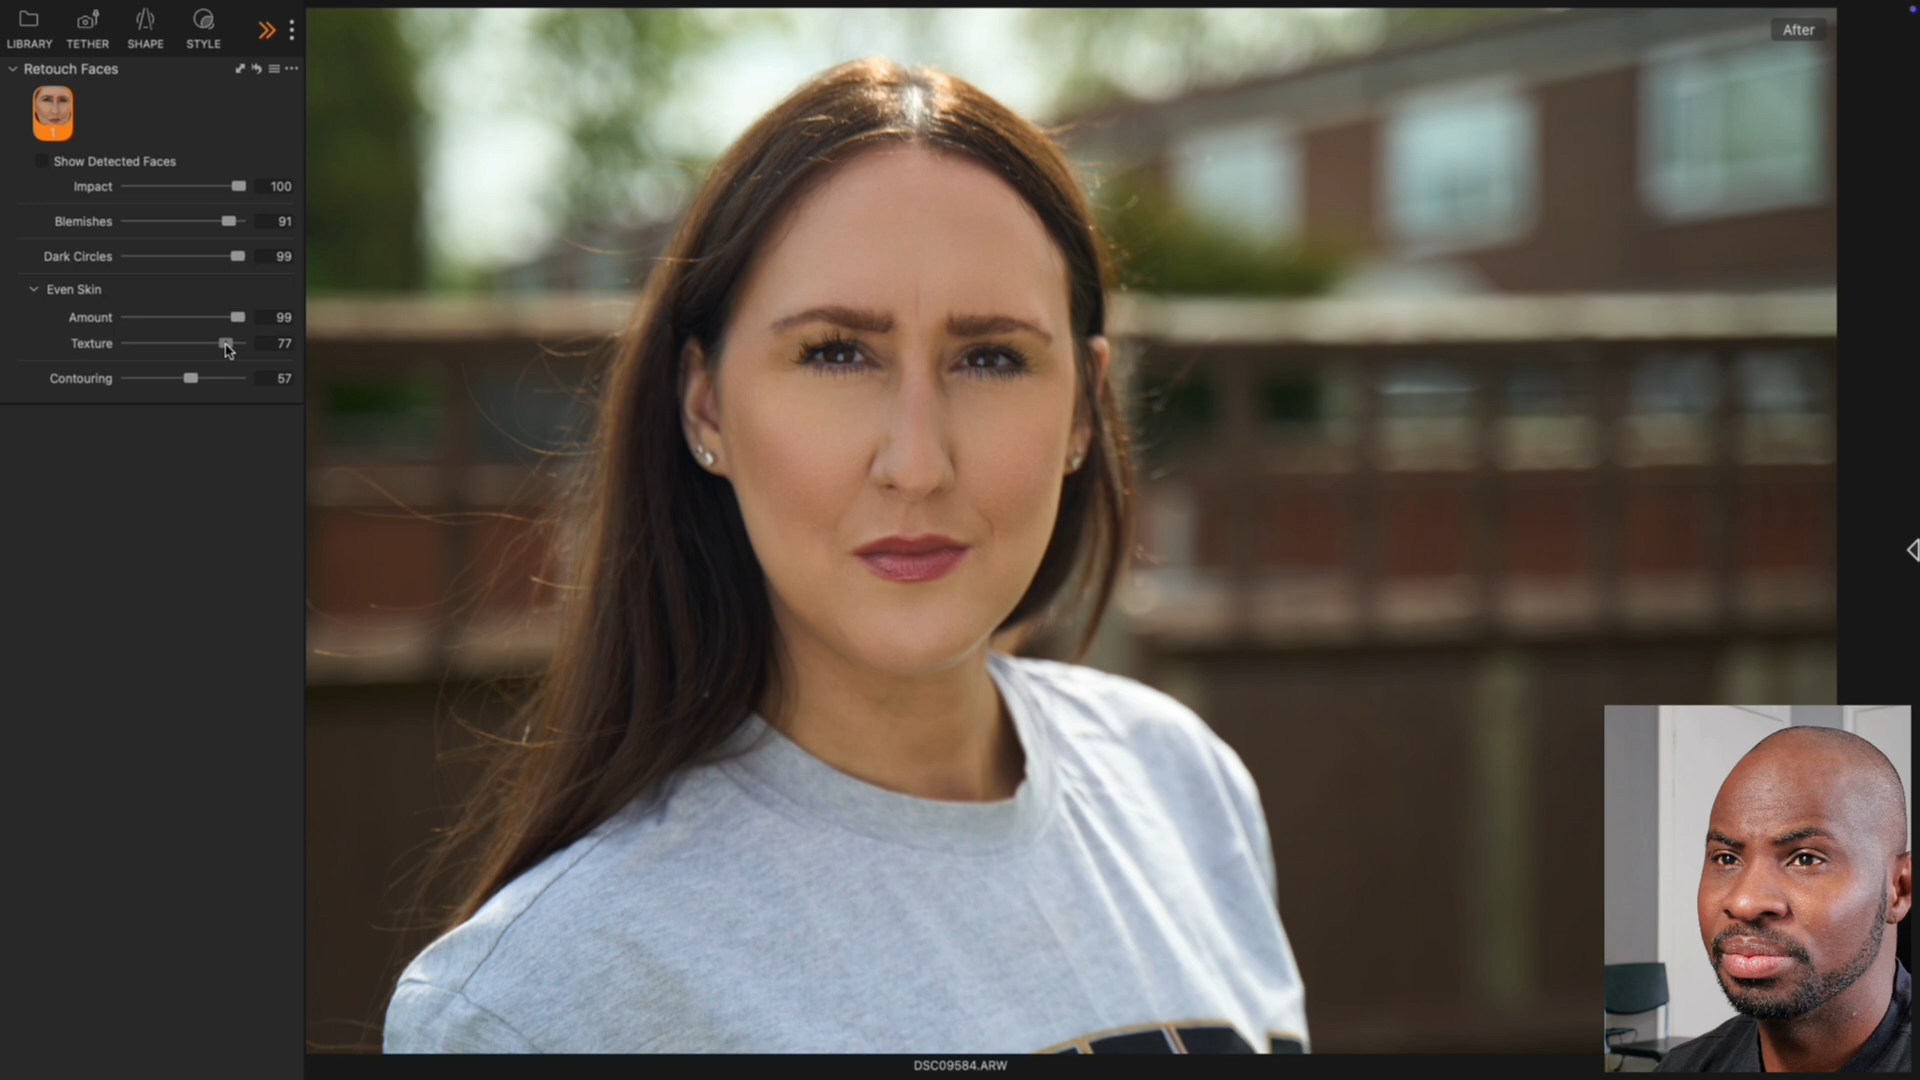 LIBRARY
TETHER
SHAPE
STYLE
After
Retouch Faces
1
Show Detected Faces
Impact 100
Blemishes 91
Dark Circles 99
Even Skin
Amount 99
Texture 77
Contouring 57
DSC09584.ARW